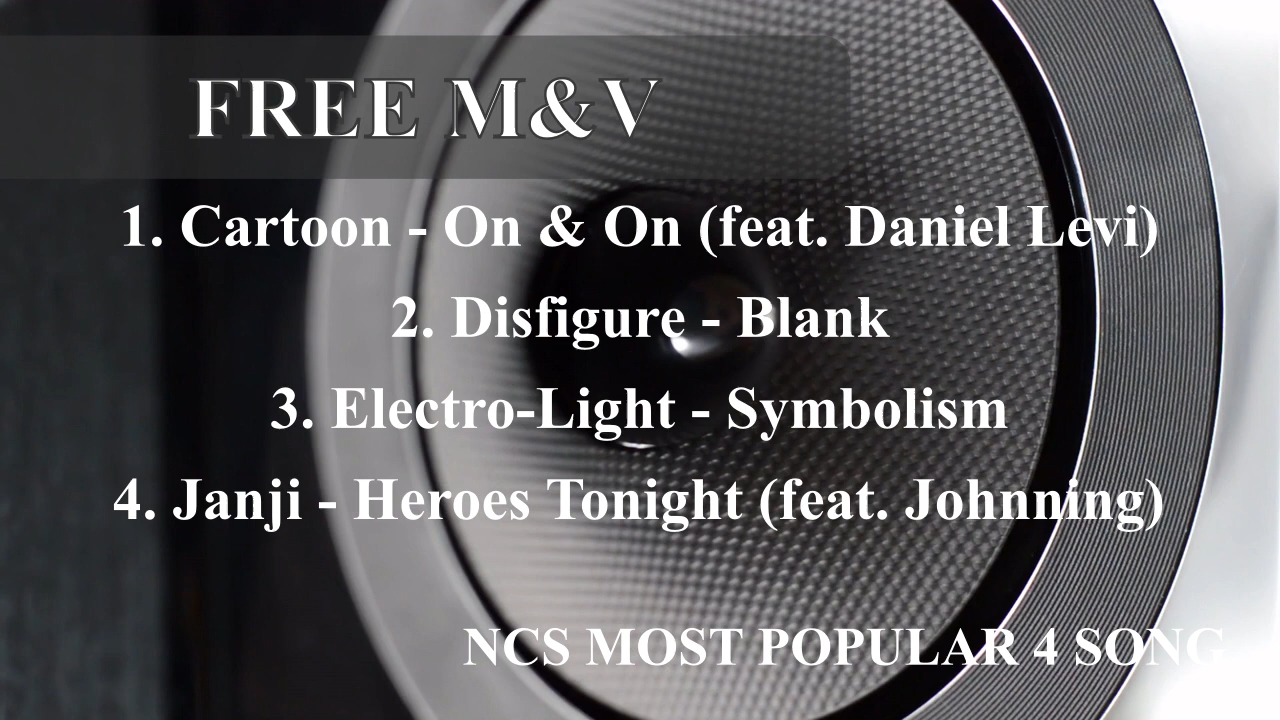 FREE M&V
1. Cartoon - On & On (feat. Daniel Levi)
2. Disfigure - Blank
3. Electro-Light - Symbolism
4. Janji - Heroes Tonight (feat. Johnning)
NCS MOST POPULAR 4 SONG